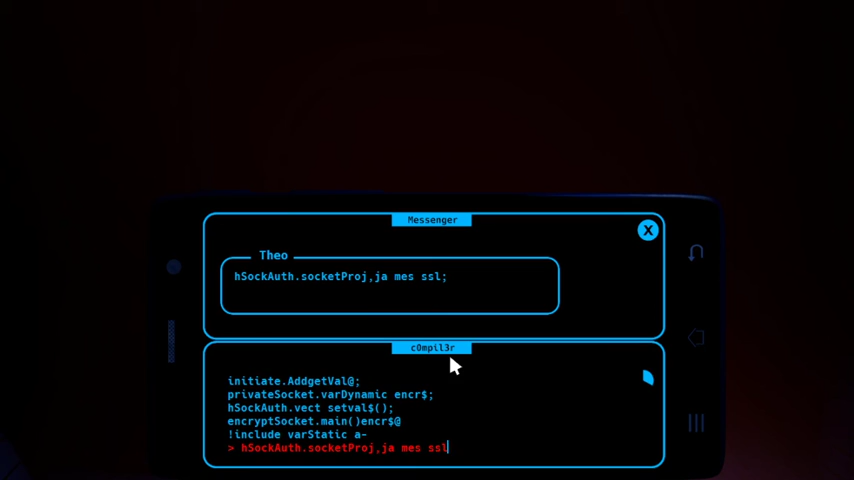 Messenger
X
Theo
hSockAuth.socketProj,ja mes ssl;
c0mpil3r
initiate.AddgetVal@;
privateSocket.varDynamic encr$;
hSockAuth.vect setval$();
encryptSocket.main()encr$@
!include varStatic a-
> hSockAuth.socketProj,ja mes ssl